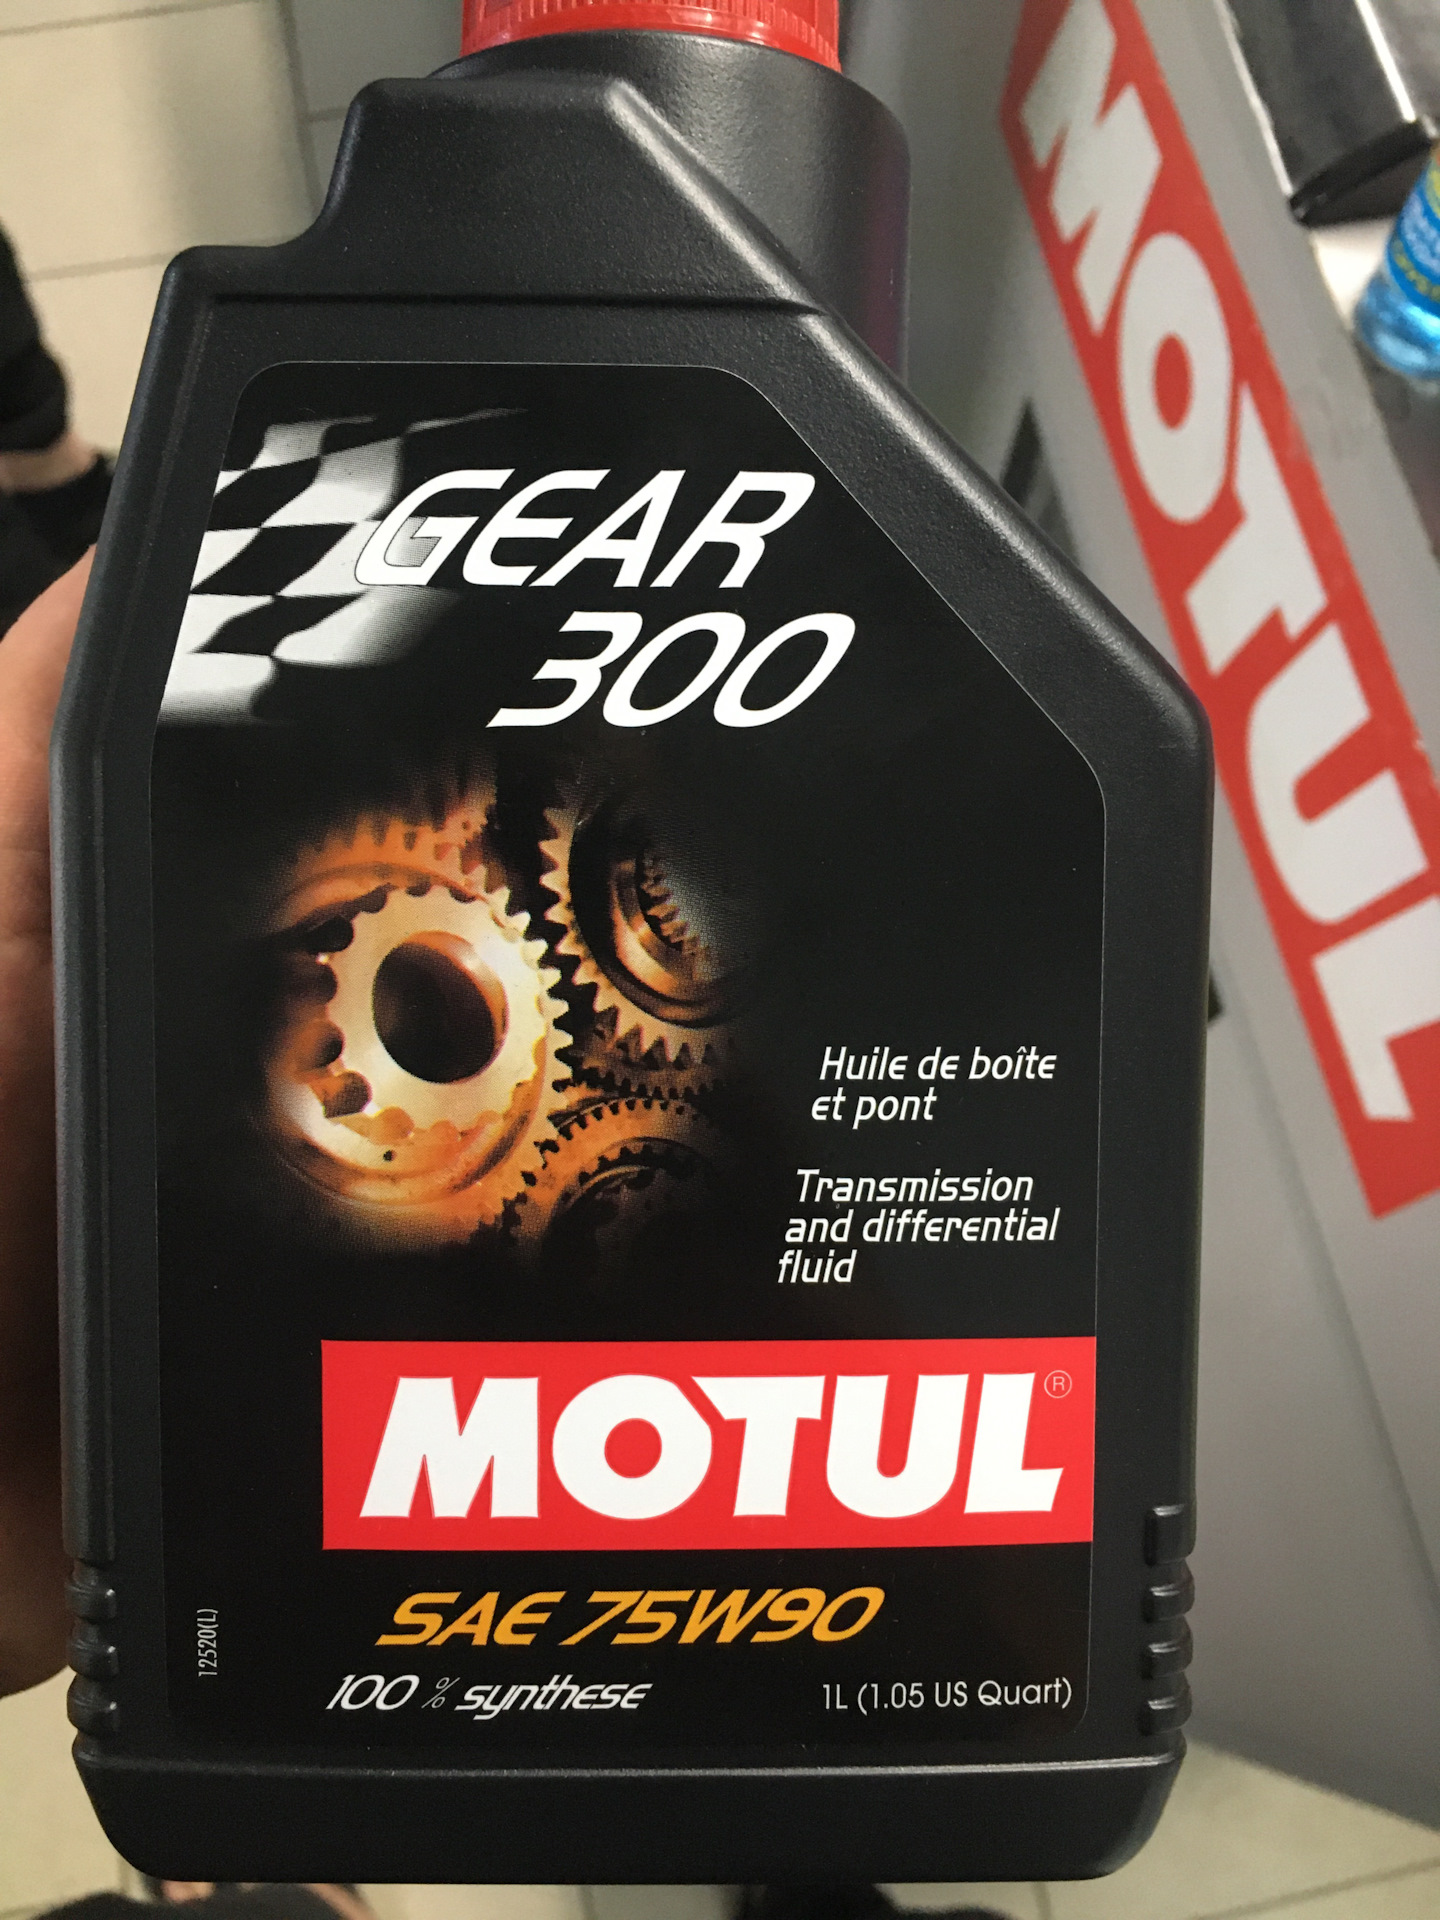 GEAR
300
Huile de boîte
et pont
Transmission
and differential
fluid
MOTUL®
SAE 75W90
100 % synthese
1L (1.05 US Quart)
12520(L)
MOTUL